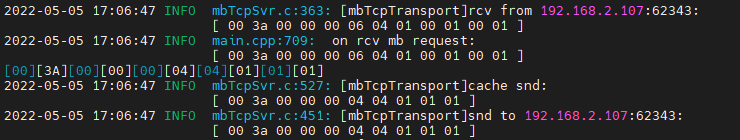 2022-05-05 17:06:47 INFO  mbTcpSvr.c:363: [mbTcpTransport]rcv from 192.168.2.107:62343:
[ 00 3a 00 00 00 06 04 01 00 01 00 01 ]
2022-05-05 17:06:47 INFO  main.cpp:709:  on rcv mb request:
[ 00 3a 00 00 00 06 04 01 00 01 00 01 ]
[00][3A][00][00][00][04][04][01][01][01]
2022-05-05 17:06:47 INFO  mbTcpSvr.c:527: [mbTcpTransport]cache snd:
[ 00 3a 00 00 00 04 04 01 01 01 ]
2022-05-05 17:06:47 INFO  mbTcpSvr.c:451: [mbTcpTransport]snd to 192.168.2.107:62343:
[ 00 3a 00 00 00 04 04 01 01 01 ]